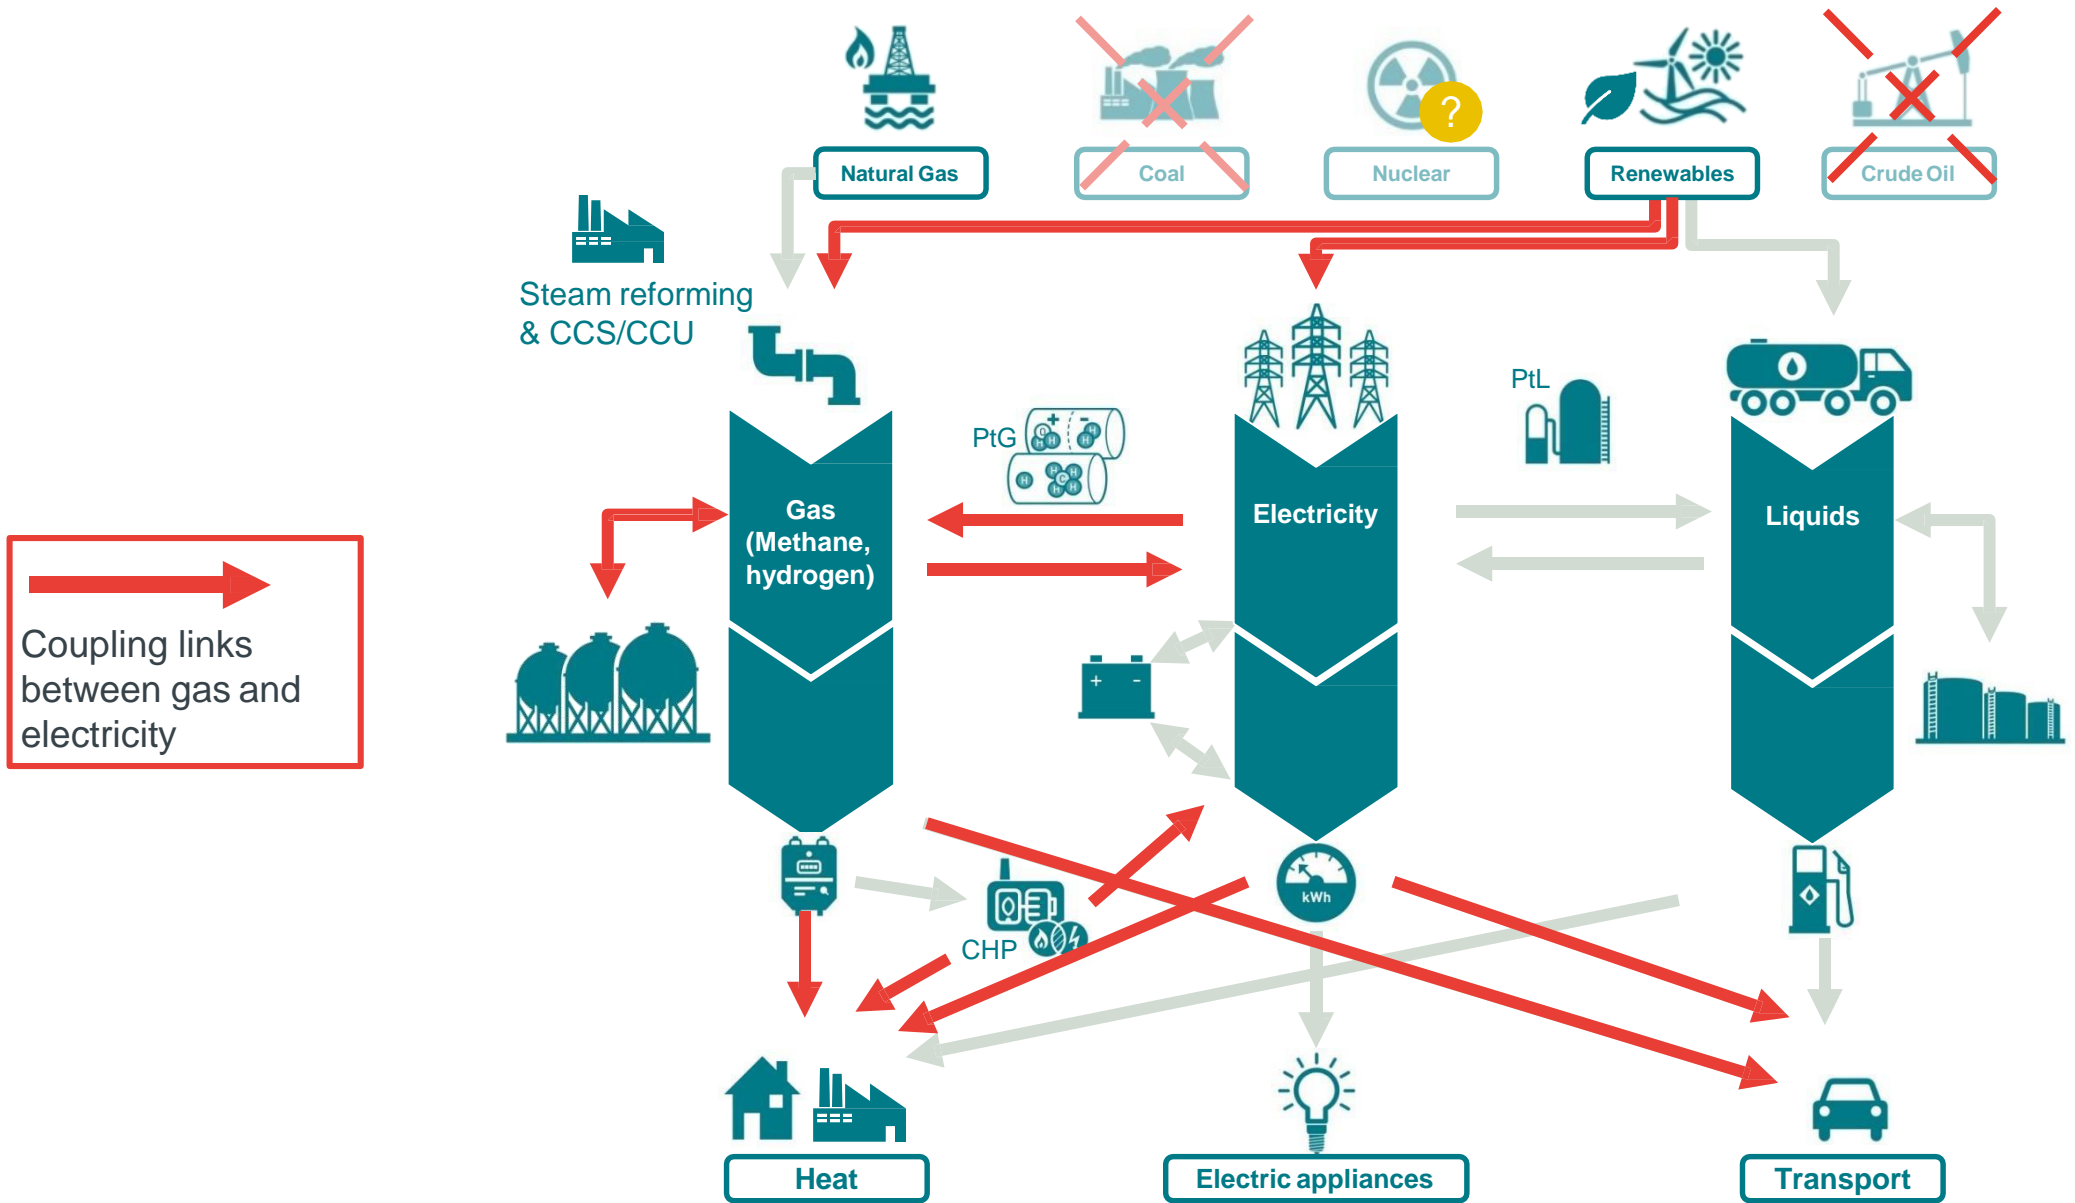 ?
Natural Gas
Coal
Nuclear
Renewables
Crude Oil
Steam reforming
& CCS/CCU
PtL
PtG
+ -
O
H H
H H
H
H H
C
H H
Gas
(Methane,
hydrogen)
Electricity
Liquids
Coupling links
between gas and
electricity
+ -
kWh
CHP
Heat
Electric appliances
Transport